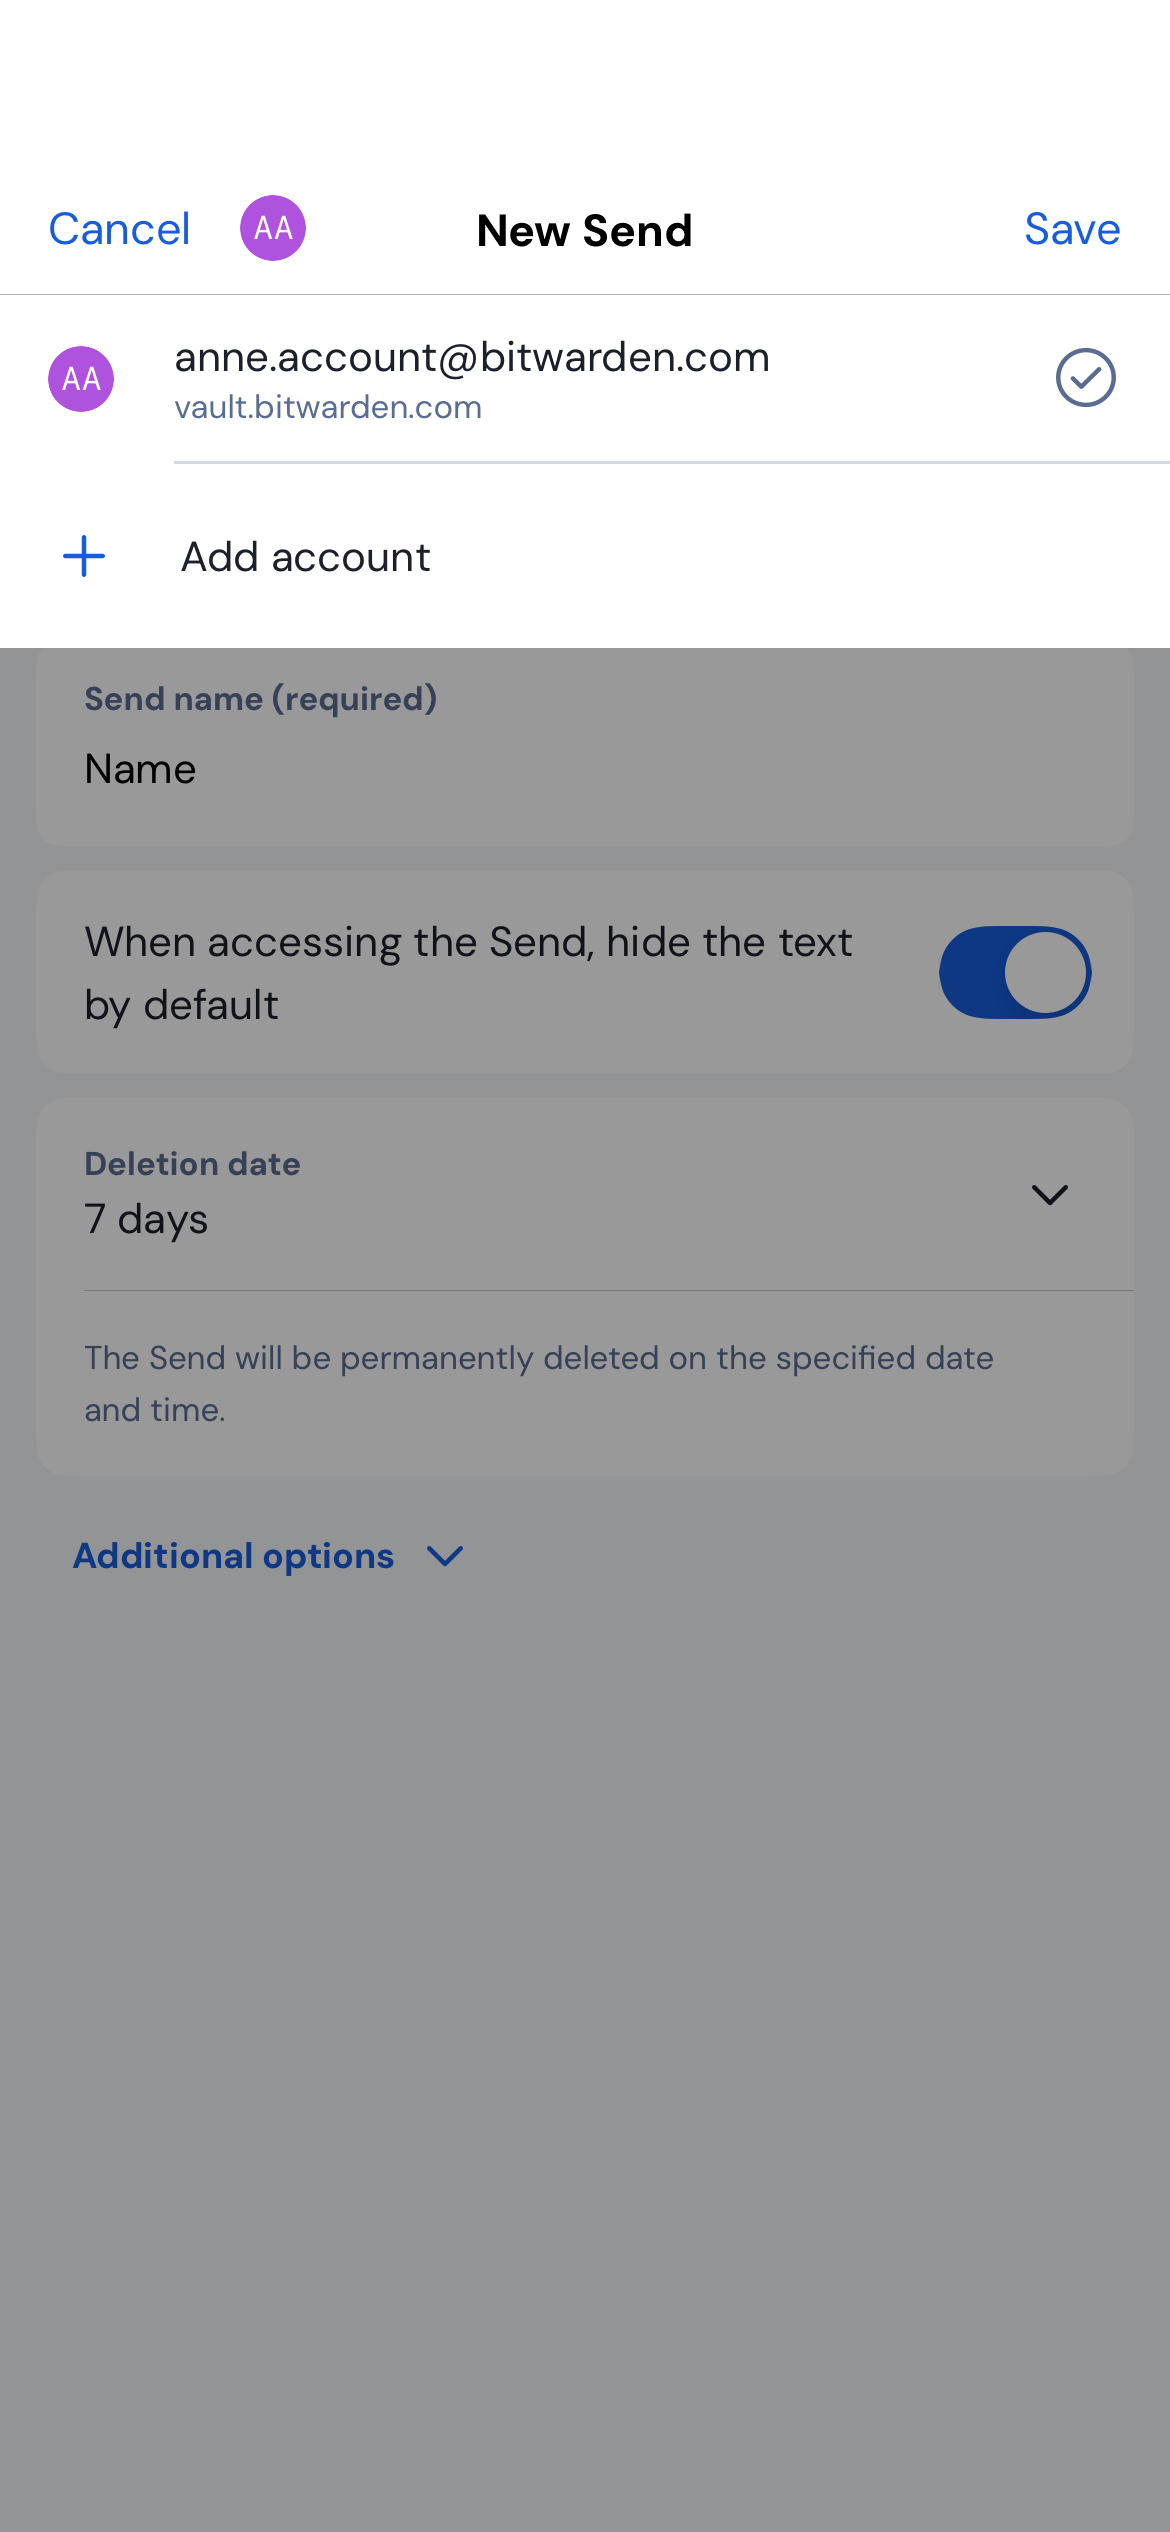 Cancel AA New Send Save
AA anne.account@bitwarden.com
vault.bitwarden.com
Add account
Send name (required)
Name
When accessing the Send, hide the text
by default
Deletion date
7 days
The Send will be permanently deleted on the specified date
and time.
Additional options